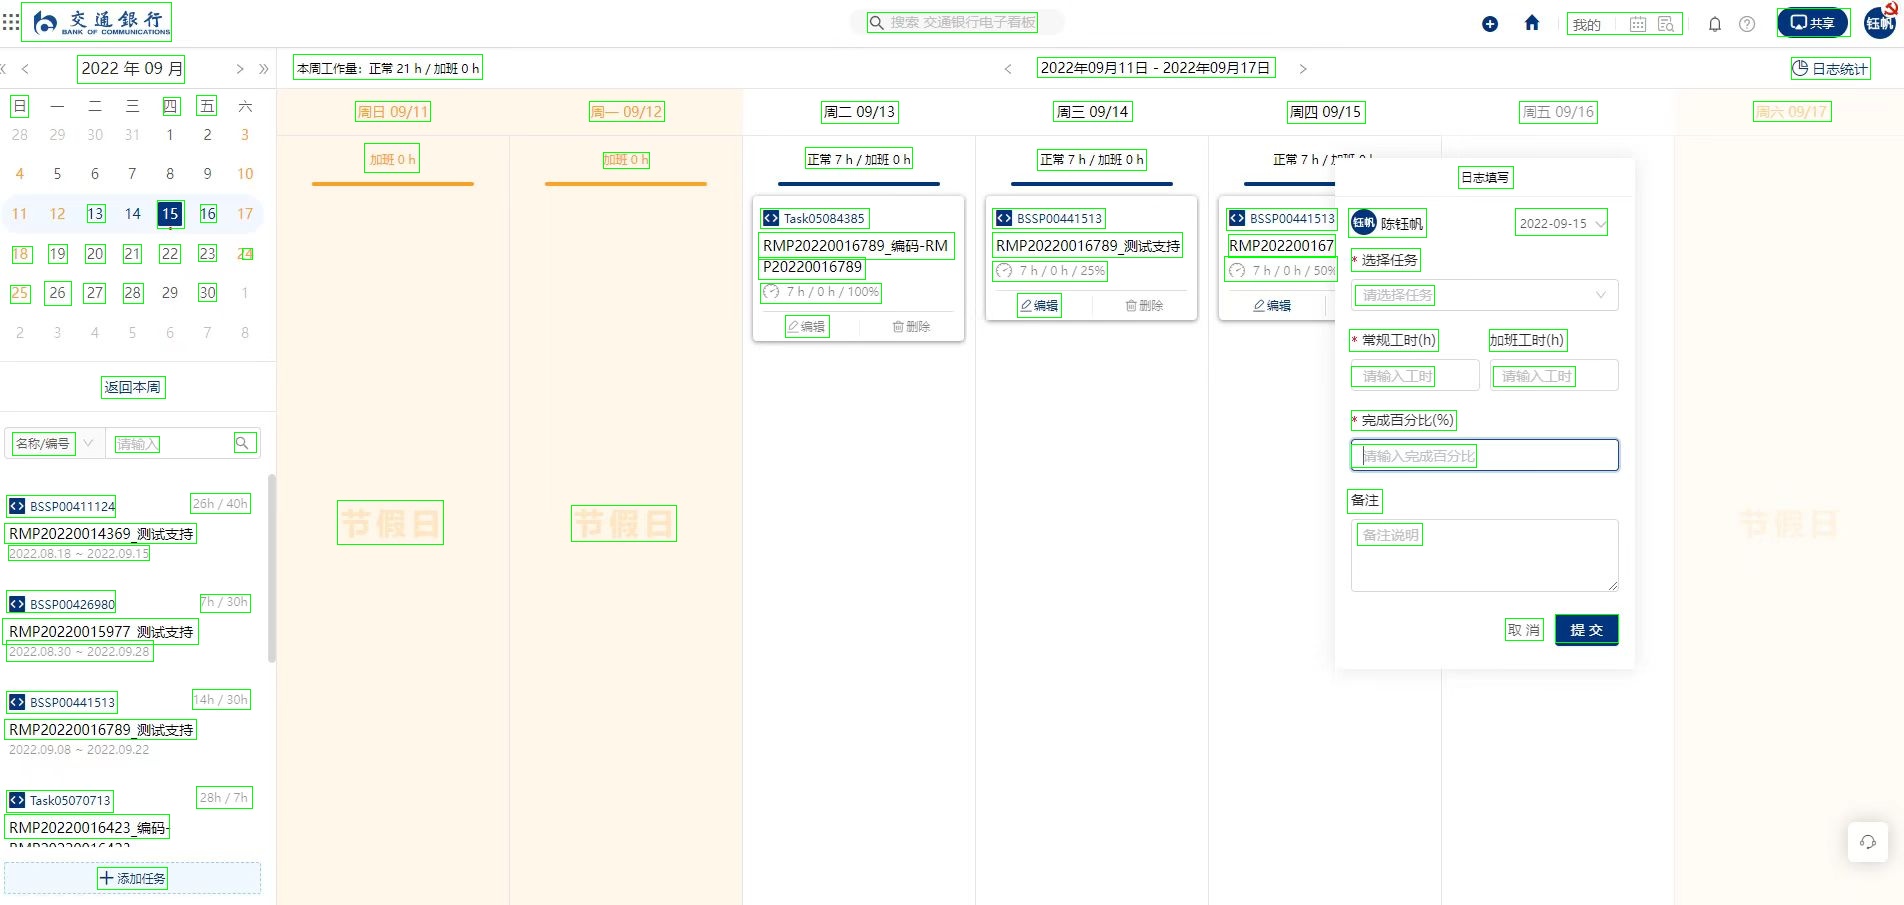 交通銀行
BANK OF COMMUNICATIONS
搜索 交通银行电子看板
我的
共享
钰帆
2022 年 09 月
本周工作量：正常 21 h / 加班 0 h
2022年09月11日 - 2022年09月17日
日志统计
日 一 二 三 四 五 六
28 29 30 31 1 2 3
4 5 6 7 8 9 10
11 12 13 14 15 16 17
18 19 20 21 22 23 24
25 26 27 28 29 30 1
2 3 4 5 6 7 8
返回本周
名称/编号
请输入
BSSP00411124
26h / 40h
RMP20220014369_测试支持
2022.08.18 ~ 2022.09.15
BSSP00426980
7h / 30h
RMP20220015977_测试支持
2022.08.30 ~ 2022.09.28
BSSP00441513
14h / 30h
RMP20220016789_测试支持
2022.09.08 ~ 2022.09.22
Task05070713
28h / 7h
RMP20220016423_编码-
添加任务
周日 09/11
加班 0 h
节假日
周一 09/12
加班 0 h
节假日
周二 09/13
正常 7 h / 加班 0 h
Task05084385
RMP20220016789_编码-RM
P20220016789
7 h / 0 h / 100%
编辑
删除
周三 09/14
正常 7 h / 加班 0 h
BSSP00441513
RMP20220016789_测试支持
7 h / 0 h / 25%
编辑
删除
周四 09/15
正常 7 h / 加班 0 h
BSSP00441513
RMP202200167
7 h / 0 h / 50%
编辑
周五 09/16
周六 09/17
节假日
日志填写
钰帆
陈钰帆
2022-09-15
* 选择任务
请选择任务
* 常规工时(h)
加班工时(h)
请输入工时
请输入工时
* 完成百分比(%)
请输入完成百分比
备注
备注说明
取 消
提 交